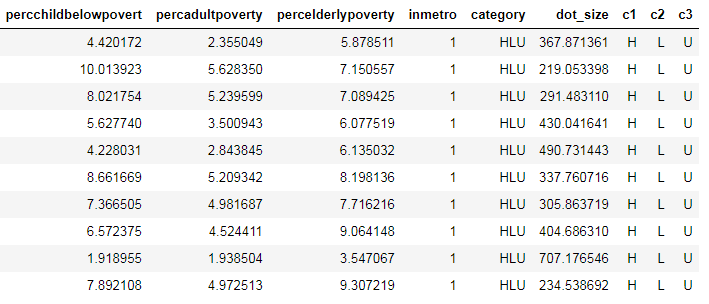 percchildbelowpovert percadultpoverty percelderlypoverty inmetro category dot_size c1 c2 c3
4.420172 2.355049 5.878511 1 HLU 367.871361 H L U
10.013923 5.628350 7.150557 1 HLU 219.053398 H L U
8.021754 5.239599 7.089425 1 HLU 291.483110 H L U
5.627740 3.500943 6.077519 1 HLU 430.041641 H L U
4.228031 2.843845 6.135032 1 HLU 490.731443 H L U
8.661669 5.209342 8.198136 1 HLU 337.760716 H L U
7.366505 4.981687 7.716216 1 HLU 305.863719 H L U
6.572375 4.524411 9.064148 1 HLU 404.686310 H L U
1.918955 1.938504 3.547067 1 HLU 707.176546 H L U
7.892108 4.972513 9.307219 1 HLU 234.538692 H L U